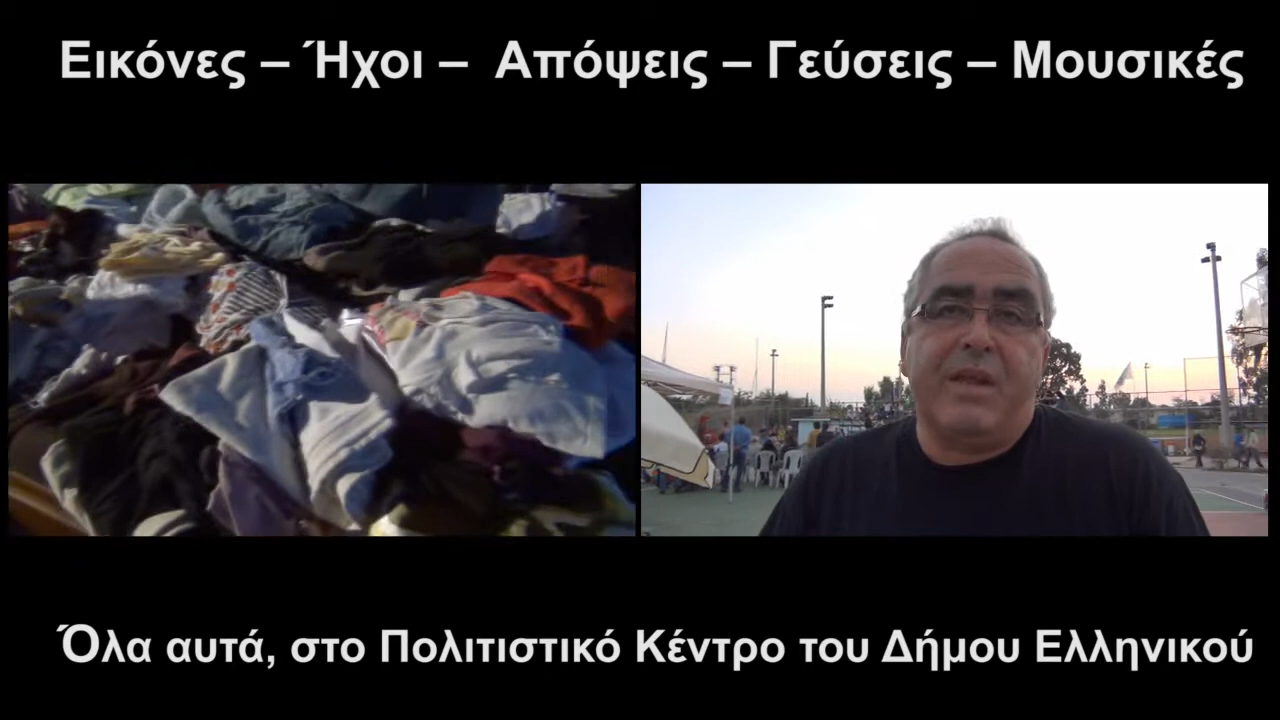 Εικόνες – Ήχοι – Απόψεις – Γεύσεις – Μουσικές
Όλα αυτά, στο Πολιτιστικό Κέντρο του Δήμου Ελληνικού